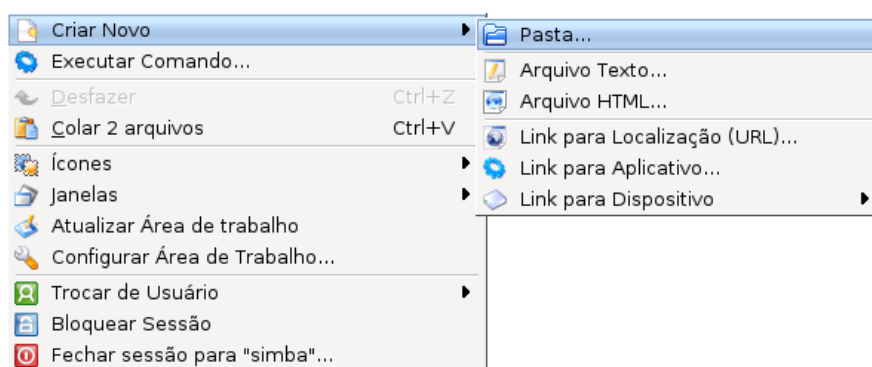 Criar Novo
Executar Comando...
Desfazer Ctrl+Z
Colar 2 arquivos Ctrl+V
Ícones
Janelas
Atualizar Área de trabalho
Configurar Área de Trabalho...
Trocar de Usuário
Bloquear Sessão
Fechar sessão para "simba"...
Pasta...
Arquivo Texto...
Arquivo HTML...
Link para Localização (URL)...
Link para Aplicativo...
Link para Dispositivo